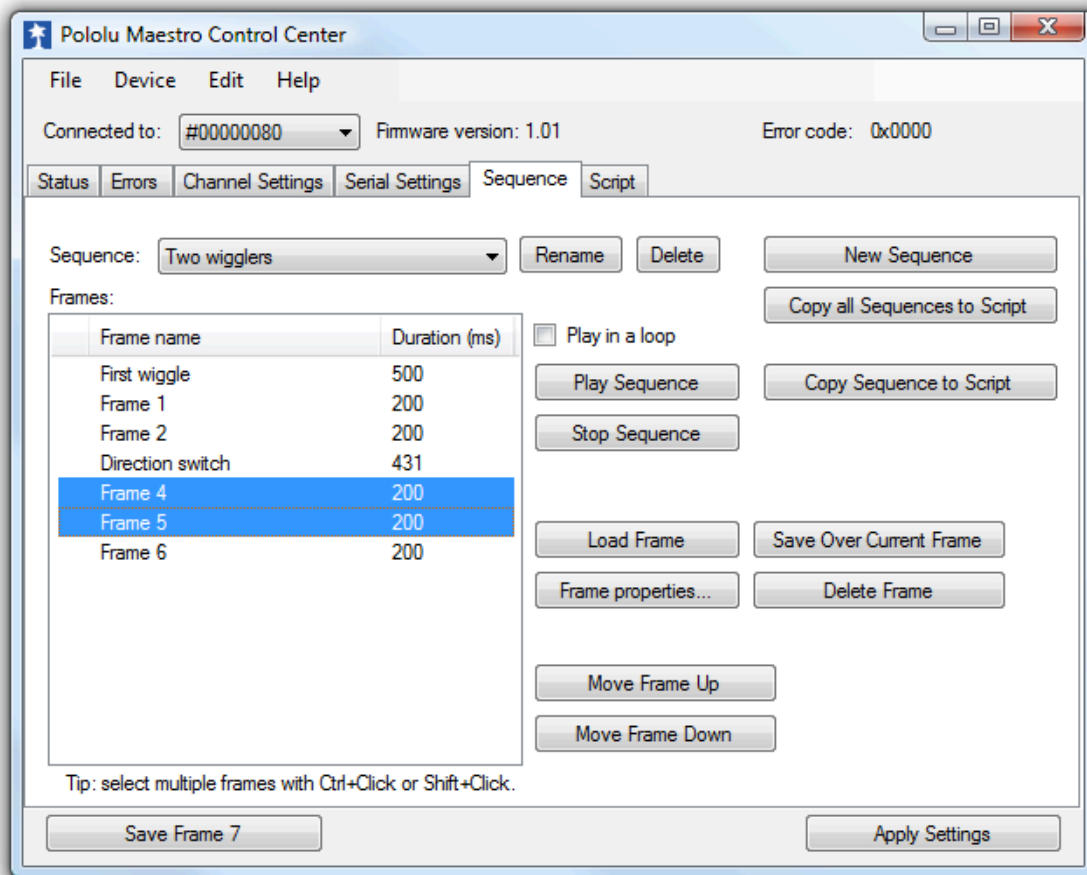 Pololu Maestro Control Center
File Device Edit Help
Connected to: #00000080 Firmware version: 1.01 Error code: 0x0000
Status Errors Channel Settings Serial Settings Sequence Script
Sequence: Two wigglers Rename Delete New Sequence
Frames:
Copy all Sequences to Script
Frame name Duration (ms)
Play in a loop
First wiggle 500
Play Sequence Copy Sequence to Script
Frame 1 200
Frame 2 200
Stop Sequence
Direction switch 431
Frame 4 200
Frame 5 200
Load Frame Save Over Current Frame
Frame 6 200
Frame properties... Delete Frame
Move Frame Up
Move Frame Down
Tip: select multiple frames with Ctrl+Click or Shift+Click.
Save Frame 7 Apply Settings